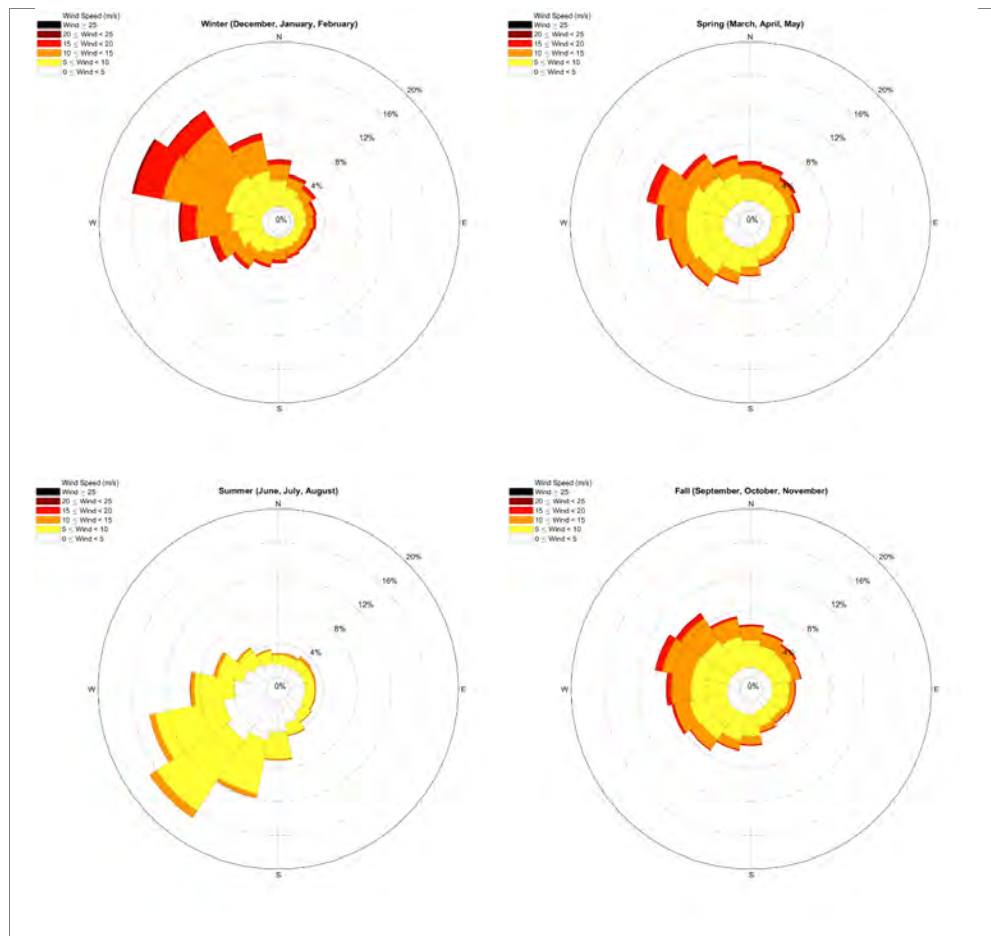 Wind Speed (m/s)
Wind ≥ 25
20 ≤ Wind < 25
15 ≤ Wind < 20
10 ≤ Wind < 15
5 ≤ Wind < 10
0 ≤ Wind < 5
Winter (December, January, February)
N
20%
16%
12%
8%
4%
0%
W
E
S
Wind Speed (m/s)
Wind ≥ 25
20 ≤ Wind < 25
15 ≤ Wind < 20
10 ≤ Wind < 15
5 ≤ Wind < 10
0 ≤ Wind < 5
Spring (March, April, May)
N
20%
16%
12%
8%
4%
0%
W
E
S
Wind Speed (m/s)
Wind ≥ 25
20 ≤ Wind < 25
15 ≤ Wind < 20
10 ≤ Wind < 15
5 ≤ Wind < 10
0 ≤ Wind < 5
Summer (June, July, August)
N
20%
16%
12%
8%
4%
0%
W
E
S
Wind Speed (m/s)
Wind ≥ 25
20 ≤ Wind < 25
15 ≤ Wind < 20
10 ≤ Wind < 15
5 ≤ Wind < 10
0 ≤ Wind < 5
Fall (September, October, November)
N
20%
16%
12%
8%
4%
0%
W
E
S